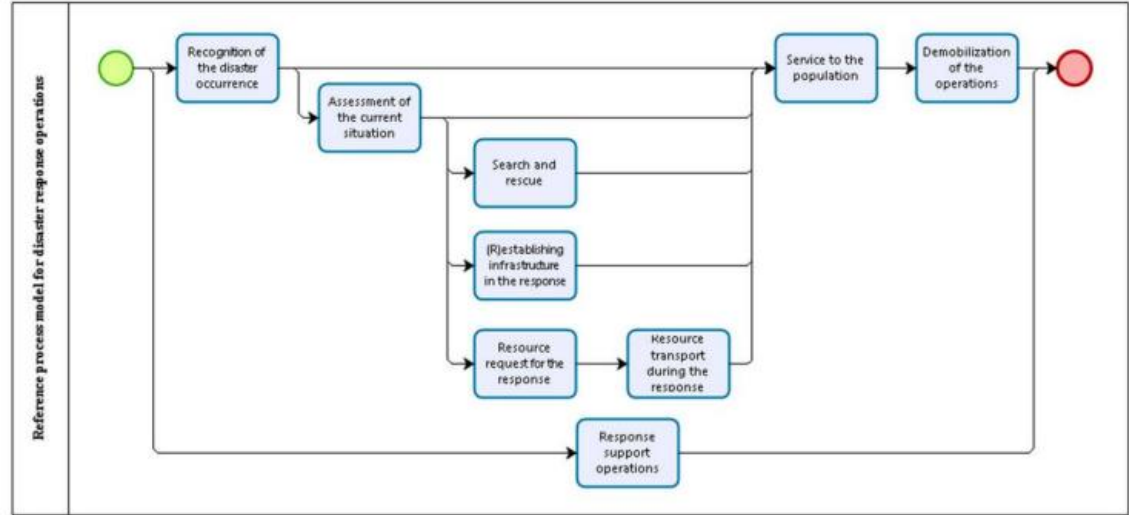 Reference process model for disaster response operations
Recognition of
the disaster
occurrence
Assessment of
the current
situation
Search and
rescue
(R)establishing
infrastructure
in the response
Resource
request for the
response
Resource
transport
during the
response
Response
support
operations
Service to the
population
Demobilization
of the
operations